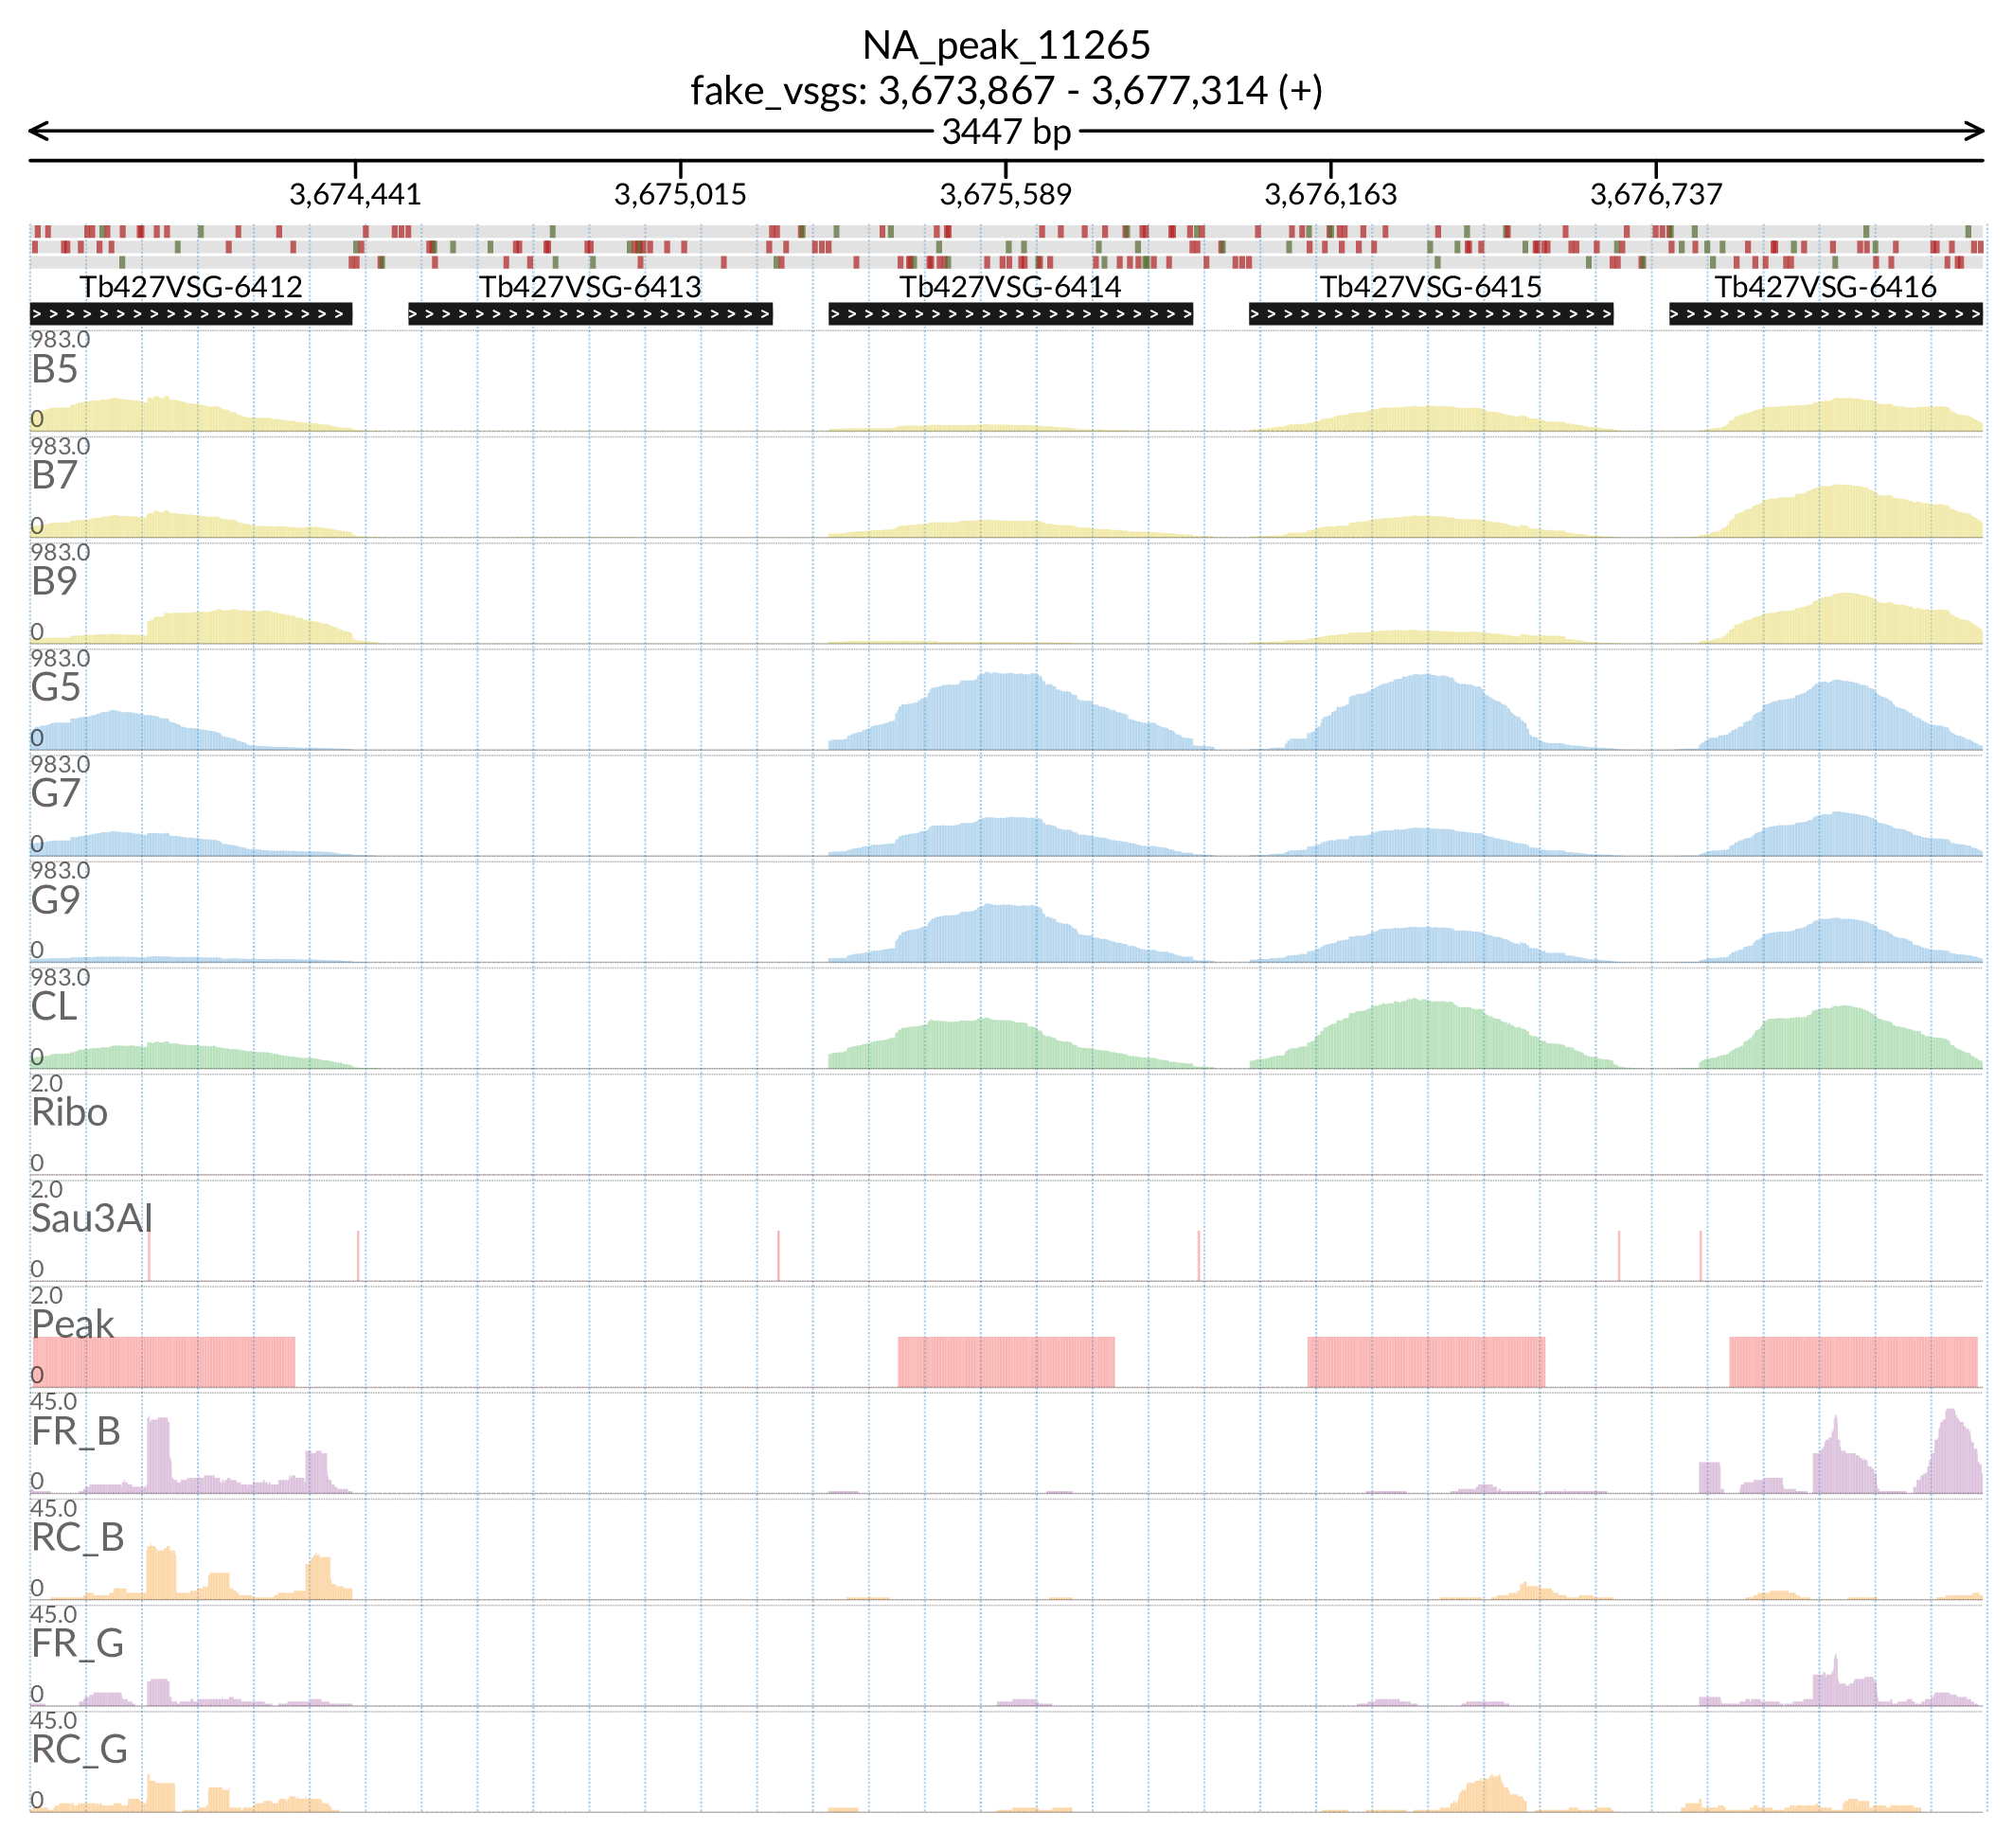 NA_peak_11265
fake_vsgs: 3,673,867 - 3,677,314 (+)
3447 bp
3,674,441 3,675,015 3,675,589 3,676,163 3,676,737
Tb427VSG-6412 Tb427VSG-6413 Tb427VSG-6414 Tb427VSG-6415 Tb427VSG-6416
983.0
B5
0
983.0
B7
0
983.0
B9
0
983.0
G5
0
983.0
G7
0
983.0
G9
0
983.0
CL
0
2.0
Ribo
0
2.0
Sau3AI
0
2.0
Peak
0
45.0
FR_B
0
45.0
RC_B
0
45.0
FR_G
0
45.0
RC_G
0